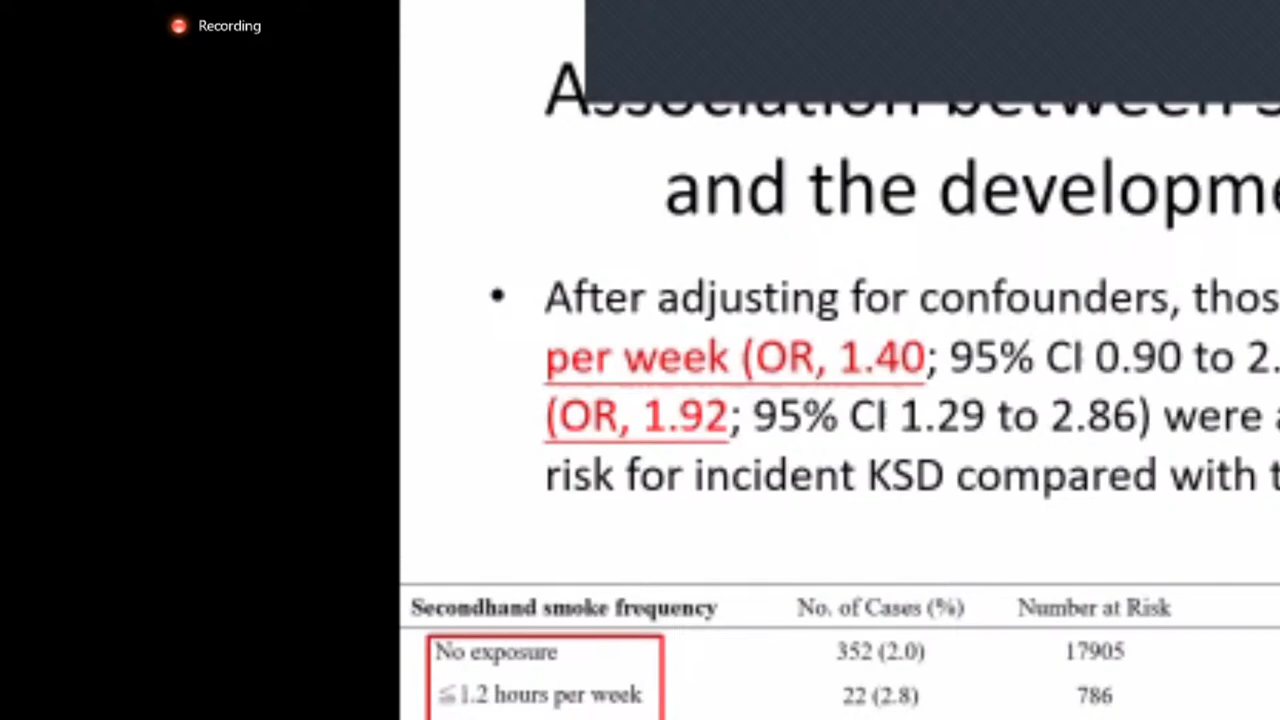 Recording
Association between
and the developm
• After adjusting for confounders, thos
per week (OR, 1.40; 95% CI 0.90 to 2.
(OR, 1.92; 95% CI 1.29 to 2.86) were a
risk for incident KSD compared with t
Secondhand smoke frequency No. of Cases (%) Number at Risk
No exposure 352 (2.0) 17905
≦1.2 hours per week 22 (2.8) 786